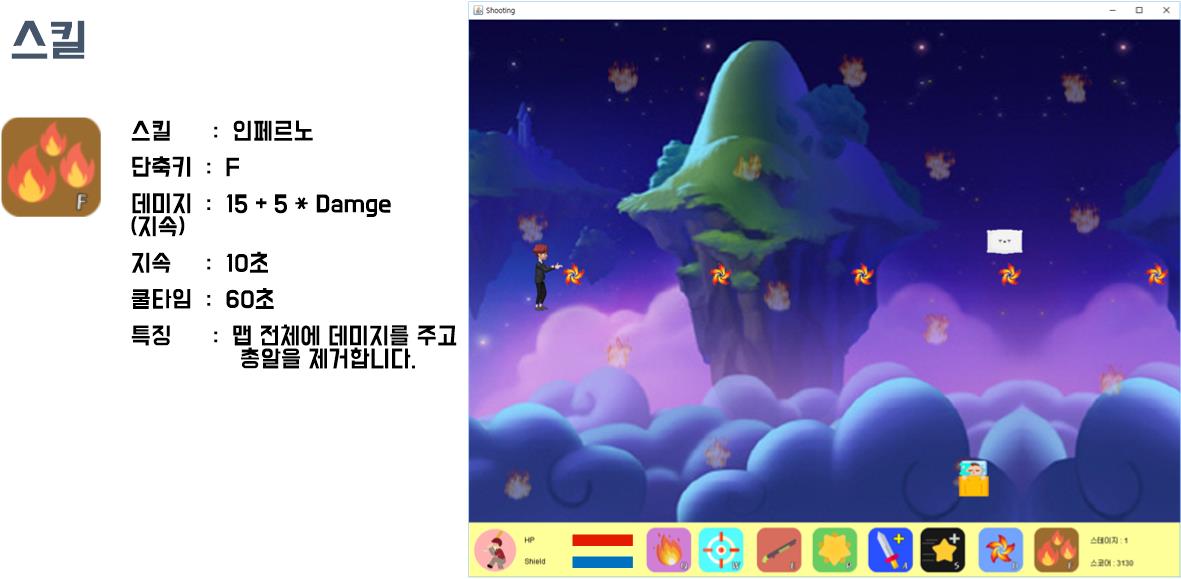 스킬
F
스킬 : 인페르노
단축키 : F
데미지 : 15 + 5 * Damge
(지속)
지속 : 10초
쿨타임 : 60초
특징 : 맵 전체에 데미지를 주고
총알을 제거합니다.
Shooting
HP
Shield
Q
W
E
R
A
S
D
F
스테이지 : 1
스코어 : 3130